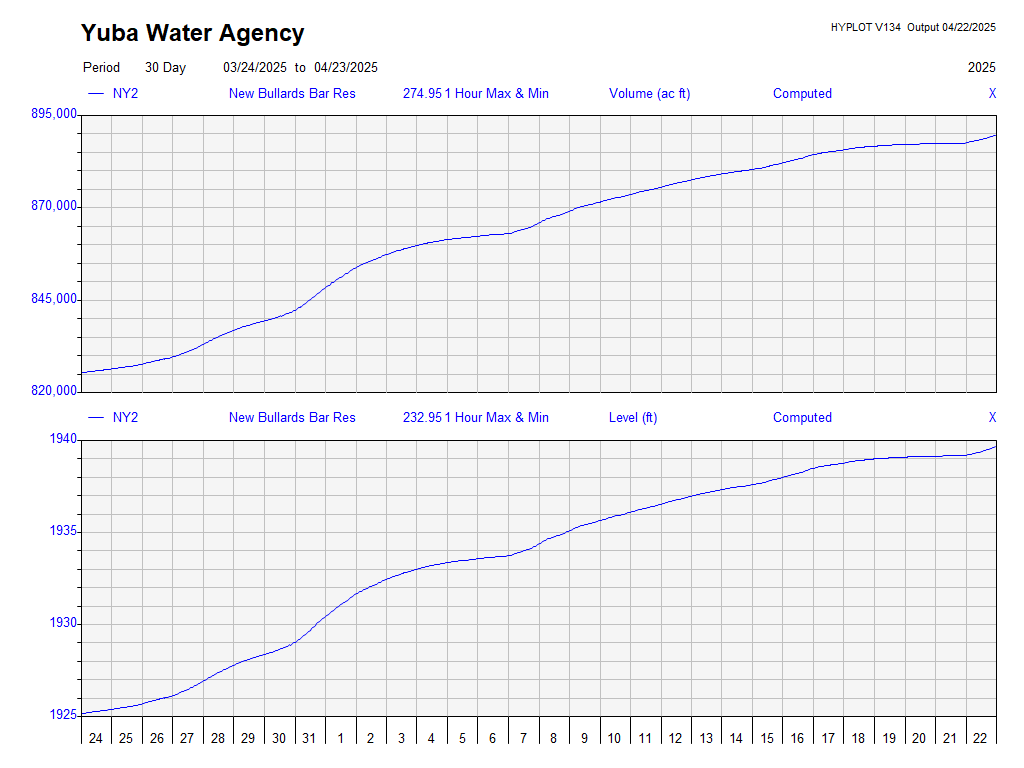 Yuba Water Agency
HYPLOT V134 Output 04/22/2025
Period 30 Day 03/24/2025 to 04/23/2025 2025
NY2 New Bullards Bar Res 274.95 1 Hour Max & Min Volume (ac ft) Computed X
895,000
870,000
845,000
820,000
NY2 New Bullards Bar Res 232.95 1 Hour Max & Min Level (ft) Computed X
1940
1935
1930
1925
24 25 26 27 28 29 30 31 1 2 3 4 5 6 7 8 9 10 11 12 13 14 15 16 17 18 19 20 21 22